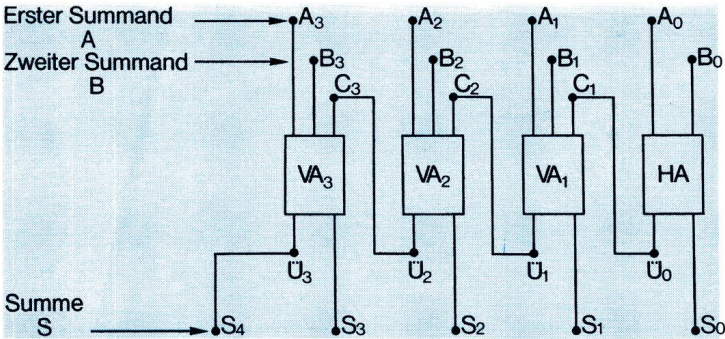 Erster Summand A₃ A₂ A₁ A₀
A
Zweiter Summand B₃ B₂ B₁ B₀
B
C₃ C₂ C₁
VA₃ VA₂ VA₁ HA
Ü₃ Ü₂ Ü₁ Ü₀
Summe
S S₄ S₃ S₂ S₁ S₀